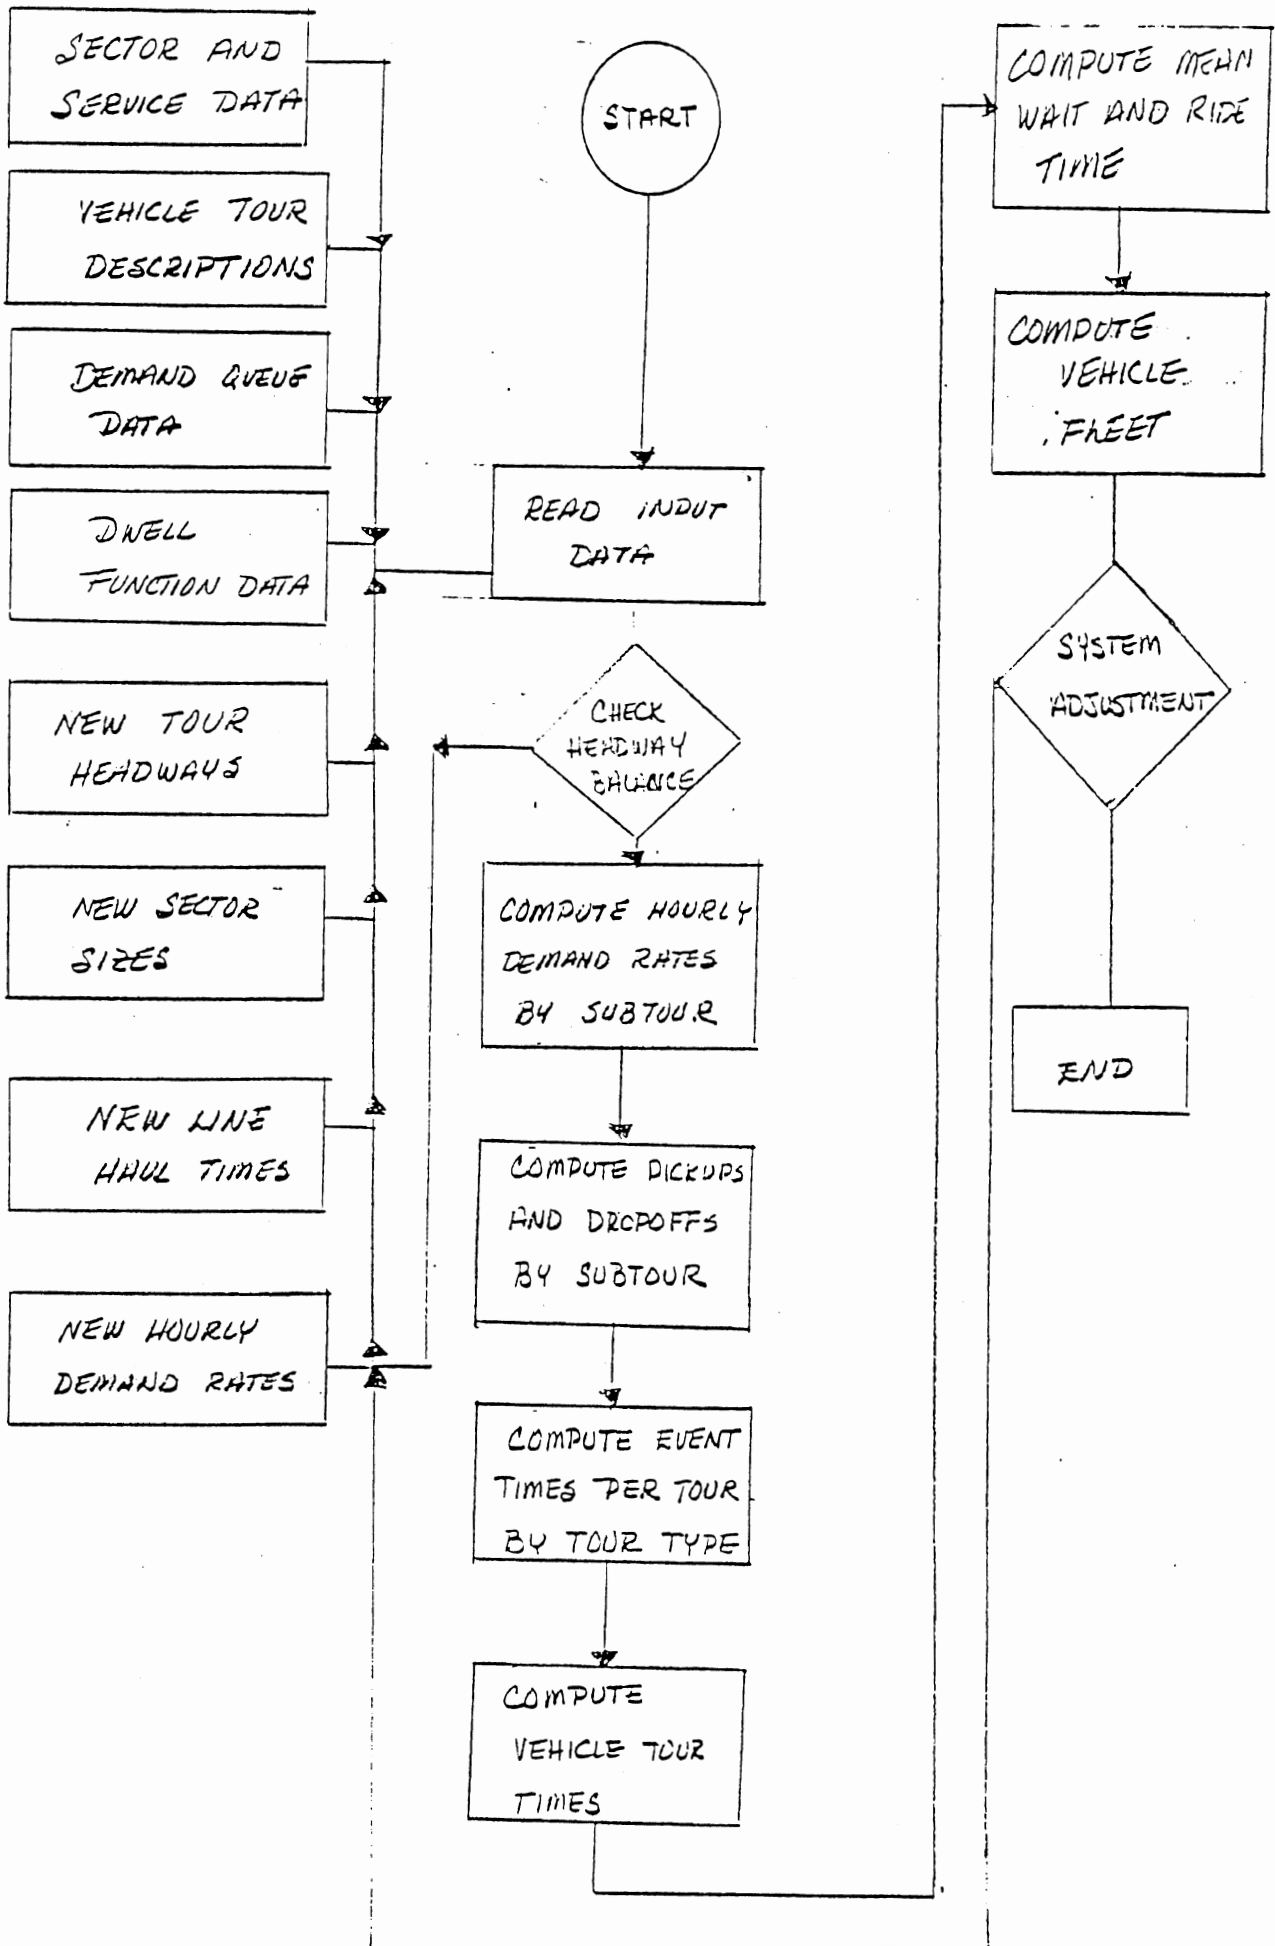 SECTOR AND
SERVICE DATA
VEHICLE TOUR
DESCRIPTIONS
DEMAND QUEUE
DATA
DWELL
FUNCTION DATA
NEW TOUR
HEADWAYS
NEW SECTOR
SIZES
NEW LINE
HAUL TIMES
NEW HOURLY
DEMAND RATES
START
READ INPUT
DATA
CHECK
HEADWAY
BALANCE
COMPUTE HOURLY
DEMAND RATES
BY SUBTOUR
COMPUTE PICKUPS
AND DROPOFFS
BY SUBTOUR
COMPUTE EVENT
TIMES PER TOUR
BY TOUR TYPE
COMPUTE
VEHICLE TOUR
TIMES
COMPUTE MEAN
WAIT AND RIDE
TIME
COMPUTE
VEHICLE
FLEET
SYSTEM
ADJUSTMENT
END